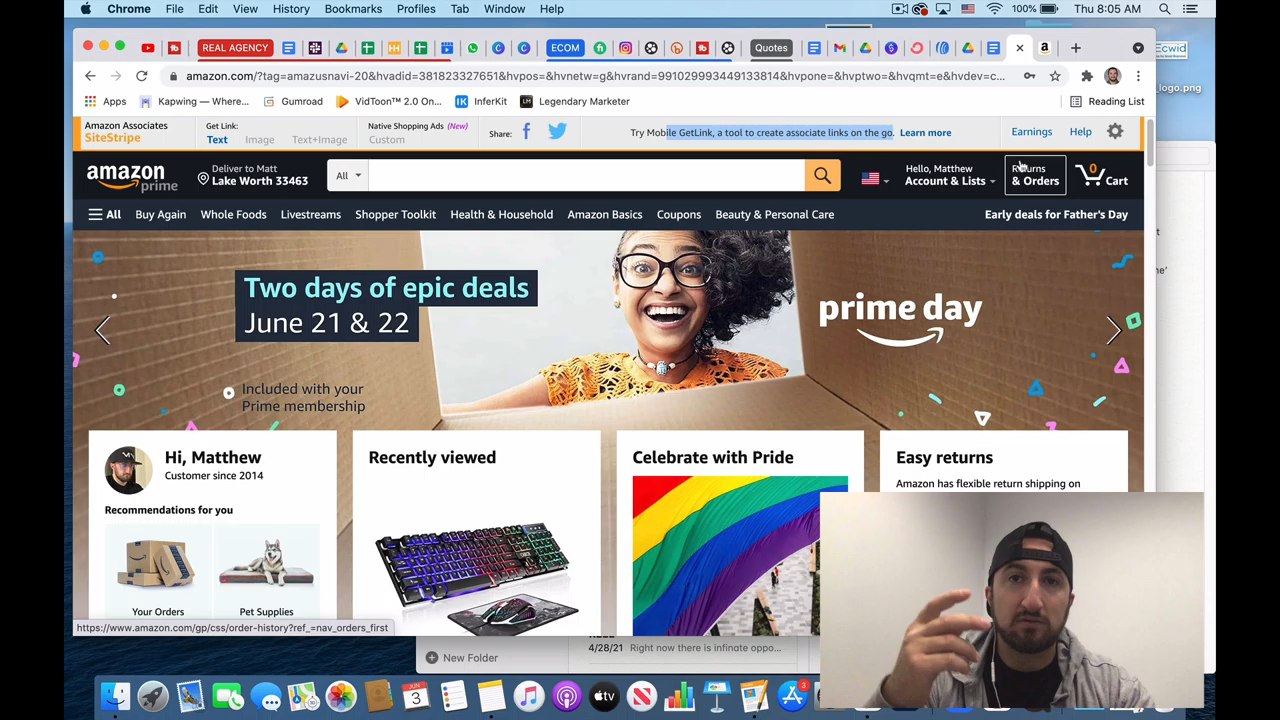 Chrome File Edit View History Bookmarks Profiles Tab Window Help 100% Thu 8:05 AM
REAL AGENCY ECOM Quotes
Ecwid
amazon.com/?tag=amazusnavi-20&hvadid=381823327651&hvpos=&hvnetw=g&hvrand=991029993449133814&hvpone=&hvptwo=&hvqmt=e&hvdev=c...
_logo.png
Apps Kapwing — Where... Gumroad VidToon™ 2.0 On... InferKit Legendary Marketer Reading List
Amazon Associates
SiteStripe
Get Link:
Text Image Text+Image
Native Shopping Ads (New)
Custom
Share:
Try Mobile GetLink, a tool to create associate links on the go. Learn more
Earnings Help
amazon
prime
Deliver to Matt
Lake Worth 33463
All
Hello, Matthew
Account & Lists
Returns
& Orders
0
Cart
All Buy Again Whole Foods Livestreams Shopper Toolkit Health & Household Amazon Basics Coupons Beauty & Personal Care Early deals for Father's Day
Two days of epic deals
June 21 & 22
prime day
Included with your
Prime membership
Hi, Matthew
Customer since 2014
Recommendations for you
Your Orders
Pet Supplies
Recently viewed
Celebrate with Pride
Easy returns
Amazon has flexible return shipping on
https://www.amazon.com/gp/css/order-history?ref_=nav_orders_first
New Folder
4/28/21 Right now there is infinate oppo...
JUN
3
tv
3